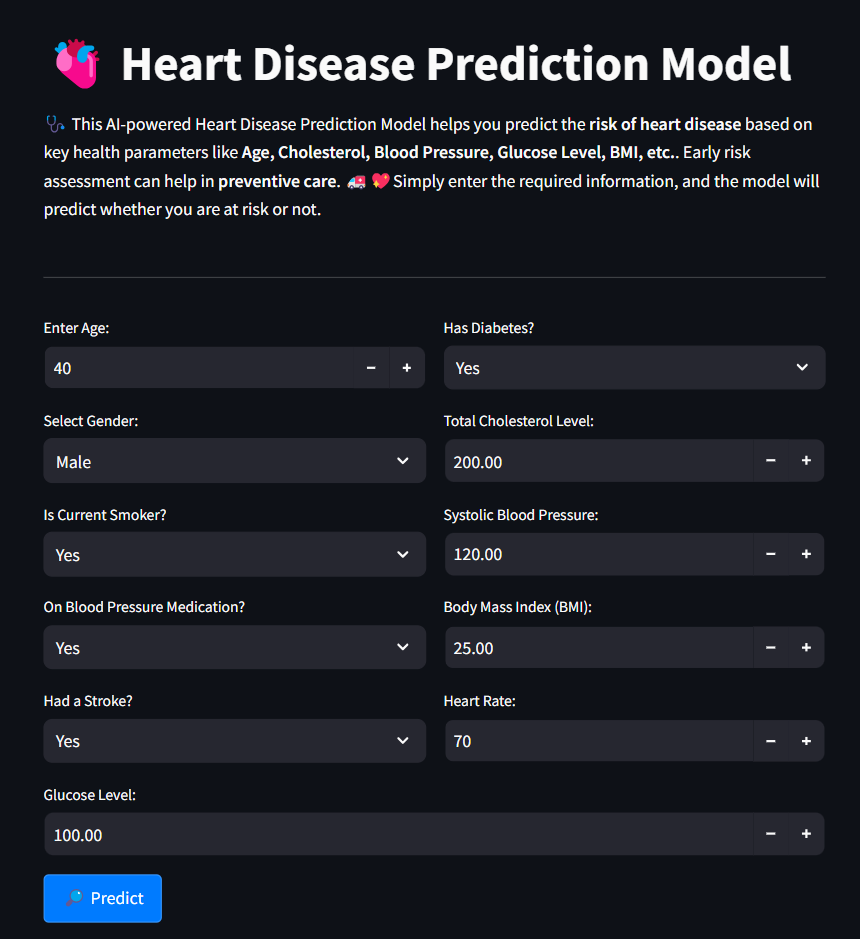 Heart Disease Prediction Model
This AI-powered Heart Disease Prediction Model helps you predict the risk of heart disease based on
key health parameters like Age, Cholesterol, Blood Pressure, Glucose Level, BMI, etc.. Early risk
assessment can help in preventive care. 🚑 💖 Simply enter the required information, and the model will
predict whether you are at risk or not.
Enter Age:
40
Has Diabetes?
Yes
Select Gender:
Male
Total Cholesterol Level:
200.00
Is Current Smoker?
Yes
Systolic Blood Pressure:
120.00
On Blood Pressure Medication?
Yes
Body Mass Index (BMI):
25.00
Had a Stroke?
Yes
Heart Rate:
70
Glucose Level:
100.00
Predict